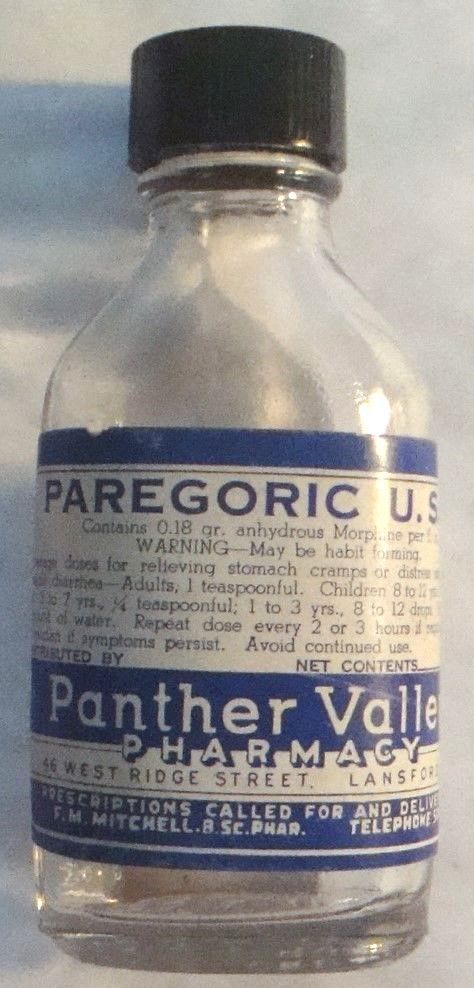 PAREGORIC U.S
Contains 0.18 gr. anhydrous Morphine per
WARNING—May be habit forming.
doses for relieving stomach cramps or distress
diarrhea—Adults, 1 teaspoonful. Children 8 to 12
to 7 yrs., ¼ teaspoonful; 1 to 3 yrs., 8 to 12 drops
of water. Repeat dose every 2 or 3 hours if
if symptoms persist. Avoid continued use.
TRIBUTED BY NET CONTENTS
Panther Valle
PHARMACY
46 WEST RIDGE STREET. LANSFOR
PRESCRIPTIONS CALLED FOR AND DELIVE
F.M. MITCHELL. B.SC. PHAR. TELEPHONE